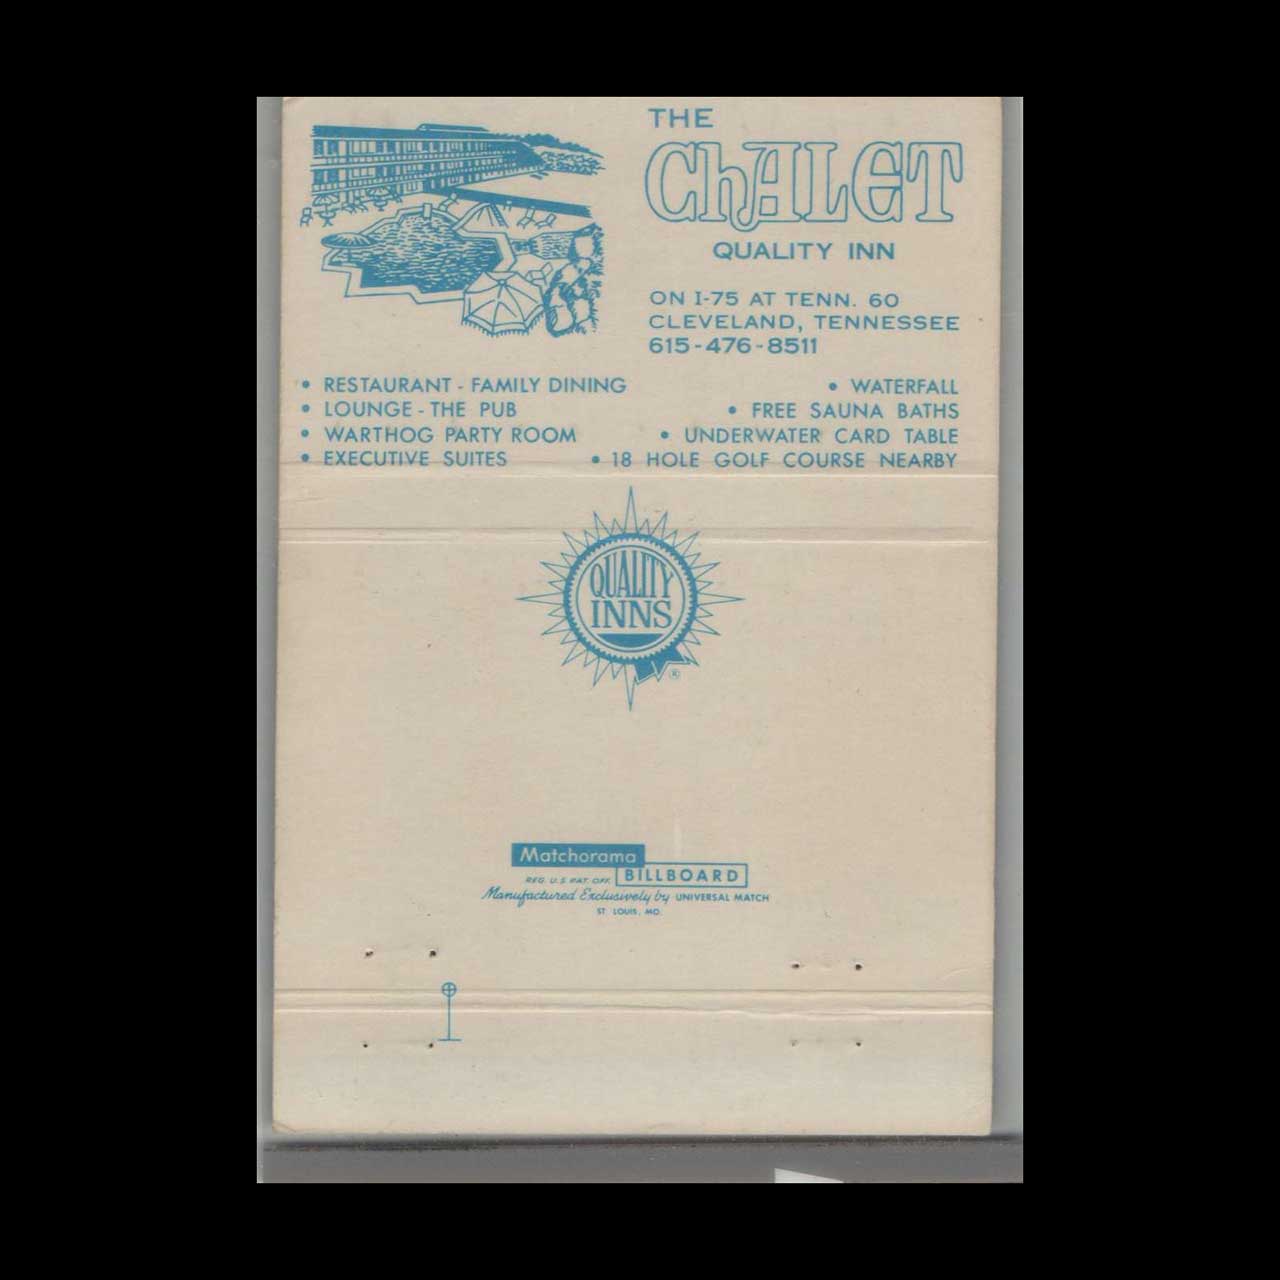 THE
ChALET
QUALITY INN
ON I-75 AT TENN. 60
CLEVELAND, TENNESSEE
615-476-8511
• RESTAURANT - FAMILY DINING
• LOUNGE - THE PUB
• WARTHOG PARTY ROOM
• EXECUTIVE SUITES
• WATERFALL
• FREE SAUNA BATHS
• UNDERWATER CARD TABLE
• 18 HOLE GOLF COURSE NEARBY
QUALITY
INNS
®
Matchorama
BILLBOARD
REG. U.S. PAT. OFF.
Manufactured Exclusively by UNIVERSAL MATCH
ST. LOUIS, MO.